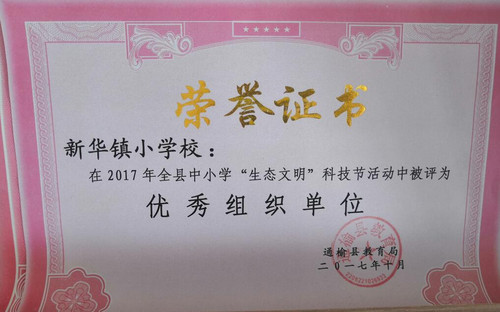 荣誉证书
新华镇小学校：
在2017年全县中小学“生态文明”科技节活动中被评为
优秀组织单位
通榆县教育局
二〇一七年十月